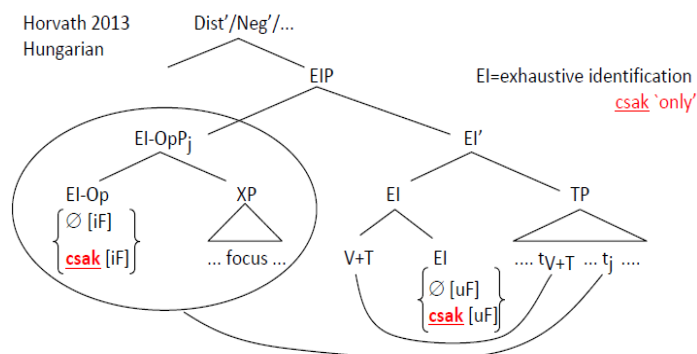 Horvath 2013 Dist’/Neg’/...
Hungarian
EIP
EI=exhaustive identification
csak `only’
EI-OpPj EI’
EI-Op XP EI TP
∅ [iF]
csak [iF] ... focus ... V+T EI .... tV+T ... tj ....
∅ [uF]
csak [uF]